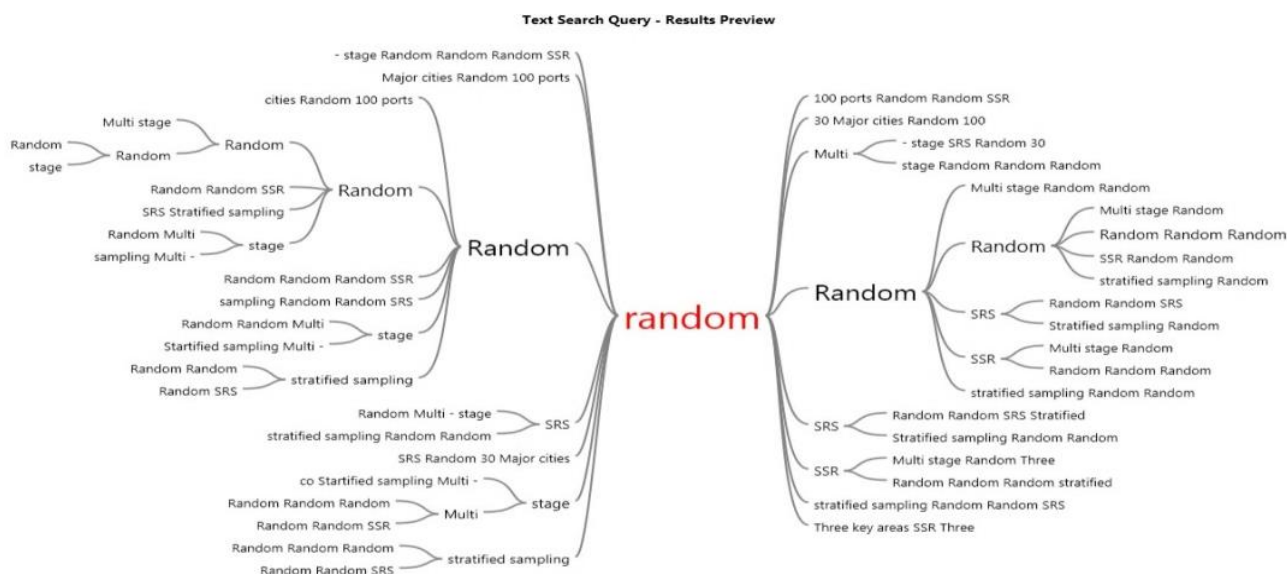 Text Search Query - Results Preview
- stage Random Random Random SSR
Major cities Random 100 ports
cities Random 100 ports
Multi stage
Random
stage
Random
Random
Random Random SSR
SRS Stratified sampling
Random Multi
sampling Multi -
stage
Random
Random Random Random SSR
sampling Random Random SRS
Random Random Multi
Startified sampling Multi -
stage
Random Random
Random SRS
stratified sampling
Random
Random Multi - stage
stratified sampling Random Random
SRS
SRS Random 30 Major cities
co Startified sampling Multi -
Random Random Random
Random Random SSR
Multi
stage
Random Random Random
Random Random SRS
stratified sampling
random
100 ports Random Random SSR
30 Major cities Random 100
Multi
- stage SRS Random 30
stage Random Random Random
Random
Multi stage Random Random
Random
Multi stage Random
Random Random Random
SSR Random Random
stratified sampling Random
SRS
Random Random SRS
Stratified sampling Random
SSR
Multi stage Random
Random Random Random
stratified sampling Random Random
SRS
Random Random SRS Stratified
Stratified sampling Random Random
SSR
Multi stage Random Three
Random Random Random stratified
stratified sampling Random Random SRS
Three key areas SSR Three